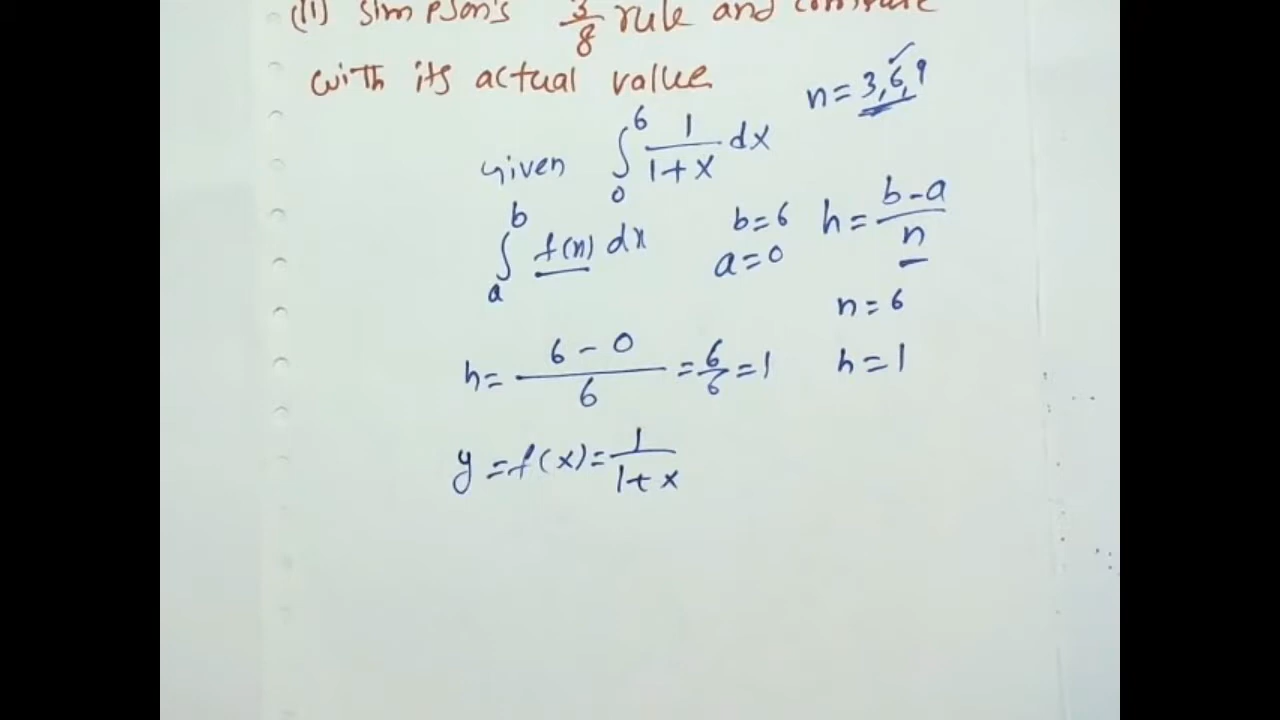 (ii) Simpson's 3/8 rule and compare
with its actual value
n = 3, 6, 9 ✓
Given ∫₀⁶ 1/(1+x) dx
∫ₐᵇ f(n) dx b = 6 h = (b-a)/n
a = 0
n = 6
h = (6 - 0)/6 = 6/6 = 1 h = 1
y = f(x) = 1/(1+x)